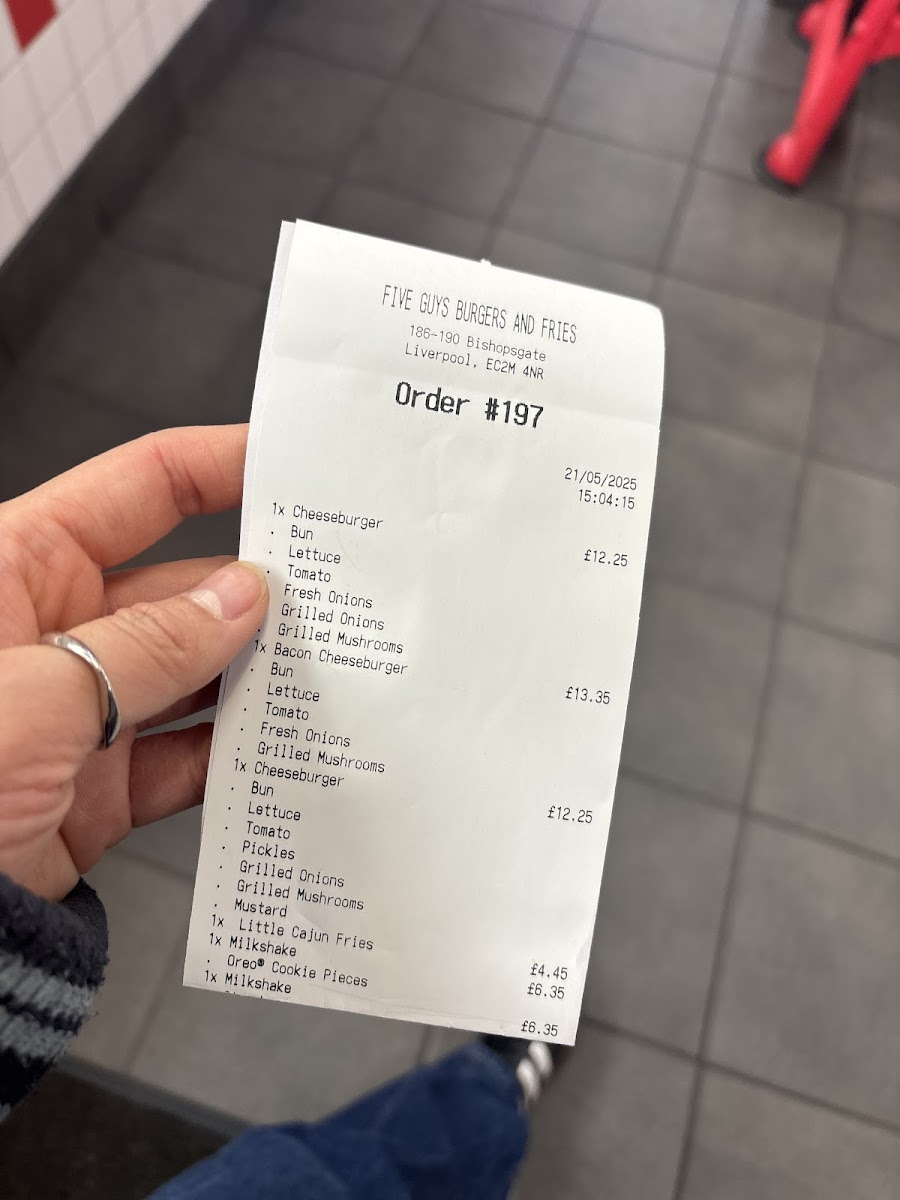 FIVE GUYS BURGERS AND FRIES
186-190 Bishopsgate
Liverpool, EC2M 4NR
Order #197
21/05/2025
15:04:15
1x Cheeseburger £12.25
· Bun
· Lettuce
· Tomato
Fresh Onions
Grilled Onions
· Grilled Mushrooms
1x Bacon Cheeseburger £13.35
· Bun
· Lettuce
· Tomato
· Fresh Onions
· Grilled Mushrooms
1x Cheeseburger £12.25
· Bun
· Lettuce
· Tomato
· Pickles
· Grilled Onions
· Grilled Mushrooms
· Mustard
1x Little Cajun Fries £4.45
1x Milkshake £6.35
· Oreo® Cookie Pieces
1x Milkshake £6.35